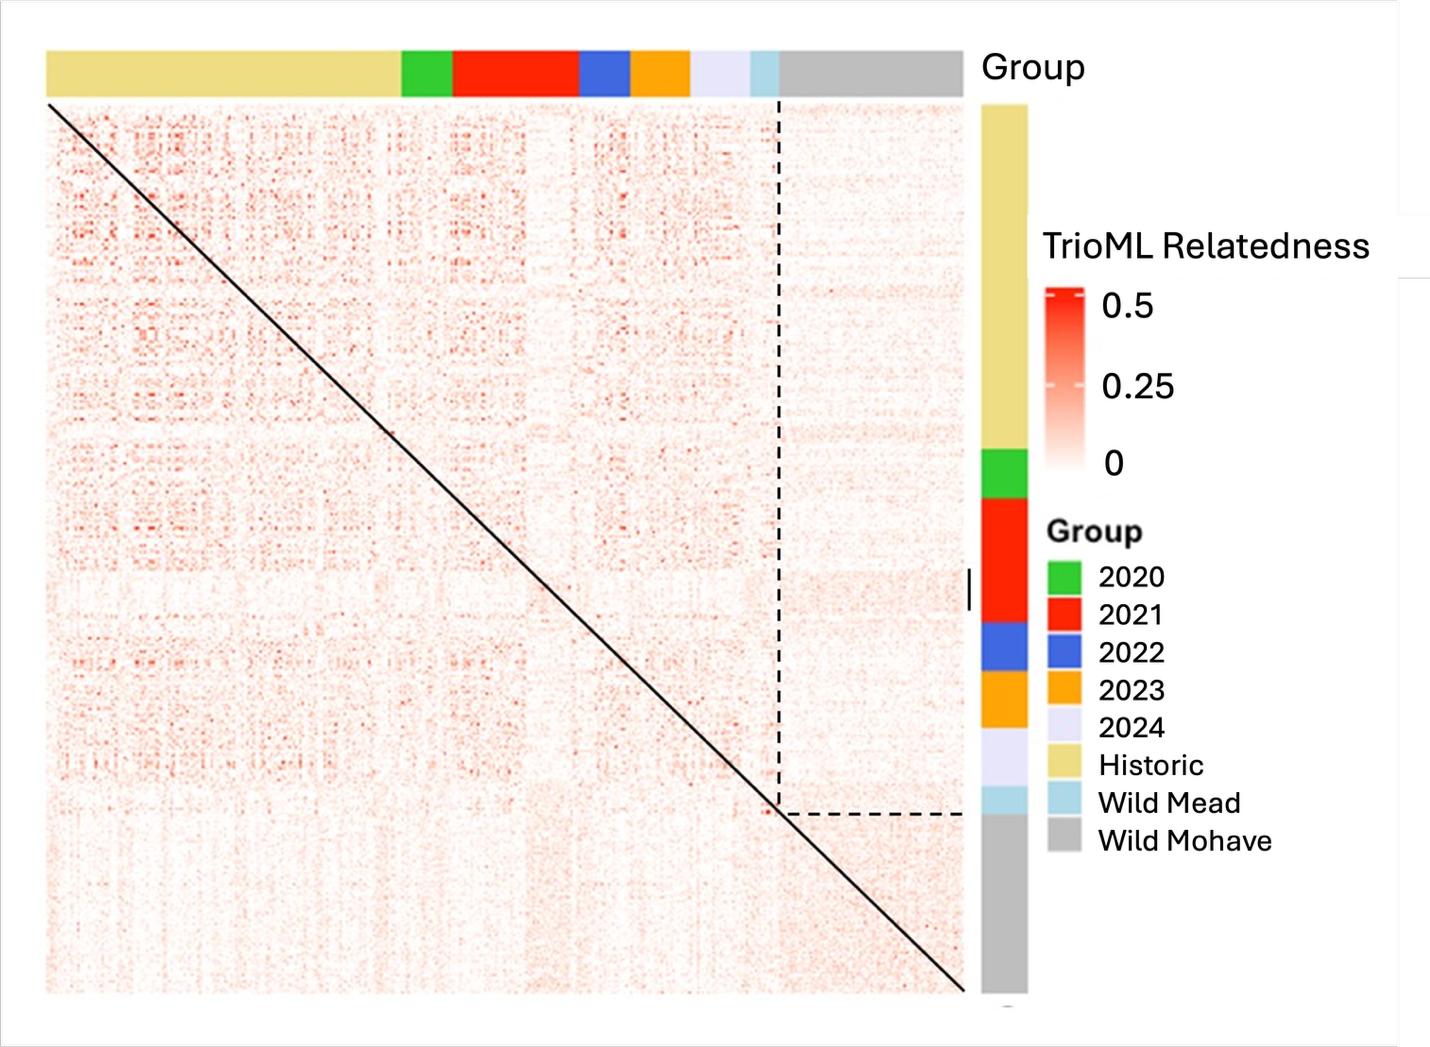 Group
TrioML Relatedness
0.5
0.25
0
Group
2020
2021
2022
2023
2024
Historic
Wild Mead
Wild Mohave